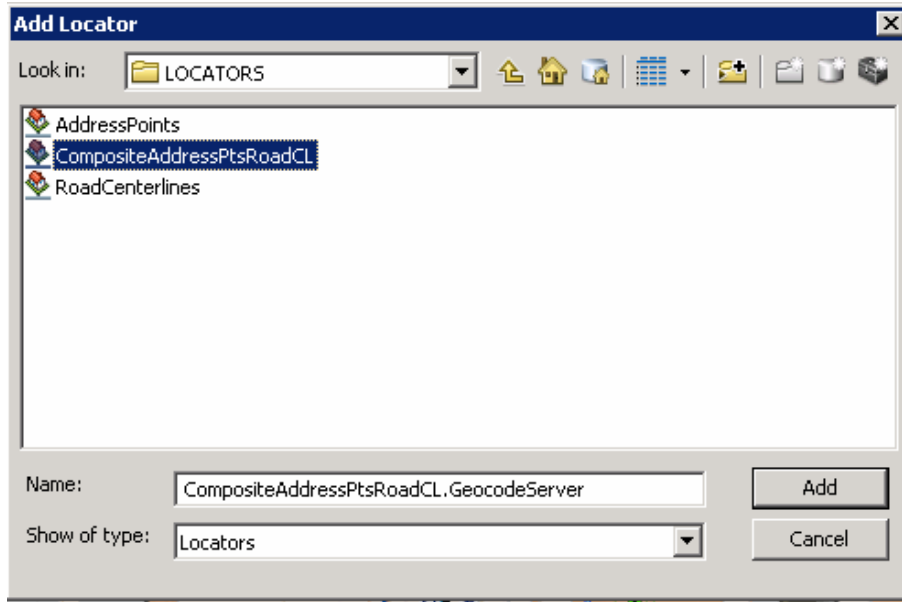 Add Locator
Look in: LOCATORS
AddressPoints
CompositeAddressPtsRoadCL
RoadCenterlines
Name: CompositeAddressPtsRoadCL.GeocodeServer Add
Show of type: Locators Cancel